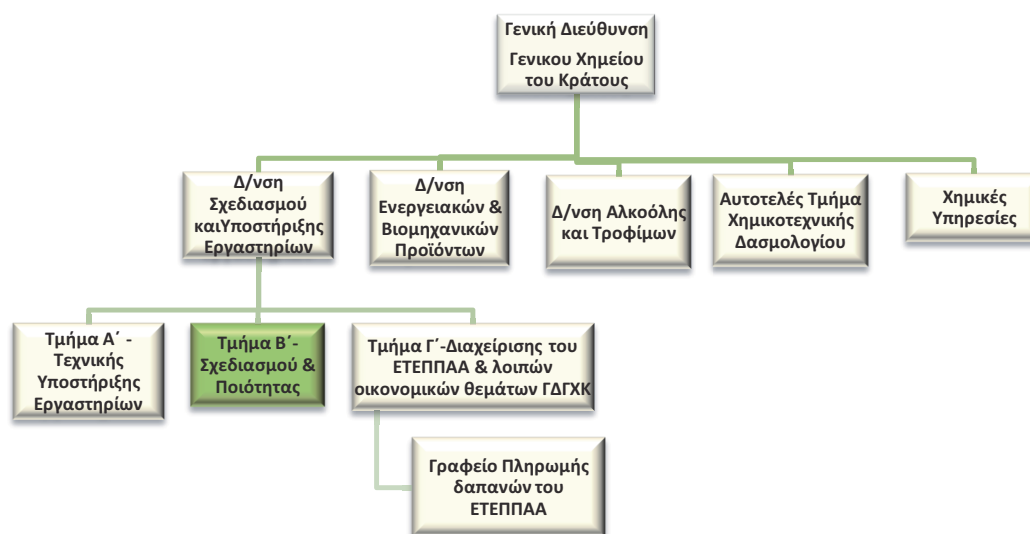 Γενική Διεύθυνση
Γενικου Χημείου
του Κράτους
Δ/νση
Σχεδιασμού
καιΥποστήριξης
Εργαστηρίων
Δ/νση
Ενεργειακών &
Βιομηχανικών
Προϊόντων
Δ/νση Αλκοόλης
και Τροφίμων
Αυτοτελές Τμήμα
Χημικοτεχνικής
Δασμολογίου
Χημικές
Υπηρεσίες
Τμήμα Α΄ -
Τεχνικής
Υποστήριξης
Εργαστηρίων
Τμήμα Β΄-
Σχεδιασμού &
Ποιότητας
Τμήμα Γ΄-Διαχείρισης του
ΕΤΕΠΠΑΑ & λοιπών
οικονομικών θεμάτων ΓΔΓΧΚ
Γραφείο Πληρωμής
δαπανών του
ΕΤΕΠΠΑΑ